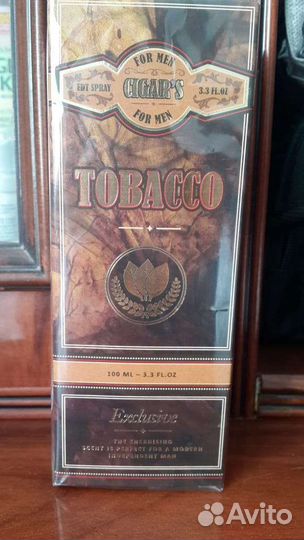 FOR MEN
EDT SPRAY
CIGAR'S
3.3 FL.OZ
FOR MEN
TOBACCO
100 ML – 3.3 FL.OZ
Exclusive
THE ENERGISING
SCENT IS PERFECT FOR A MODERN
INDEPENDENT MAN
Avito